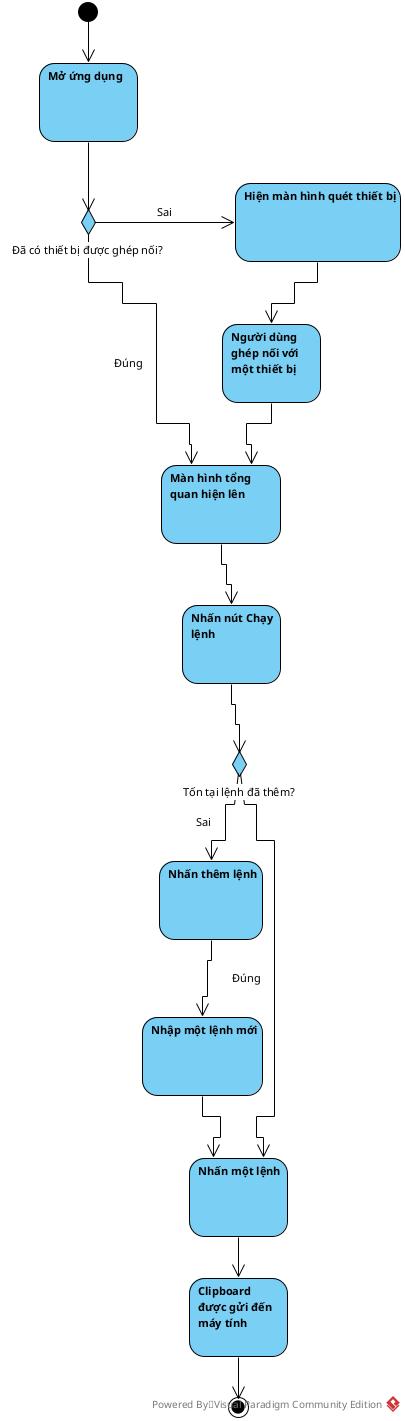 Mở ứng dụng
Sai
Hiện màn hình quét thiết bị
Đã có thiết bị được ghép nối?
Người dùng
ghép nối với
một thiết bị
Đúng
Màn hình tổng
quan hiện lên
Nhấn nút Chạy
lệnh
Tồn tại lệnh đã thêm?
Sai
Nhấn thêm lệnh
Đúng
Nhập một lệnh mới
Nhấn một lệnh
Clipboard
được gửi đến
máy tính
Powered By Visual Paradigm Community Edition